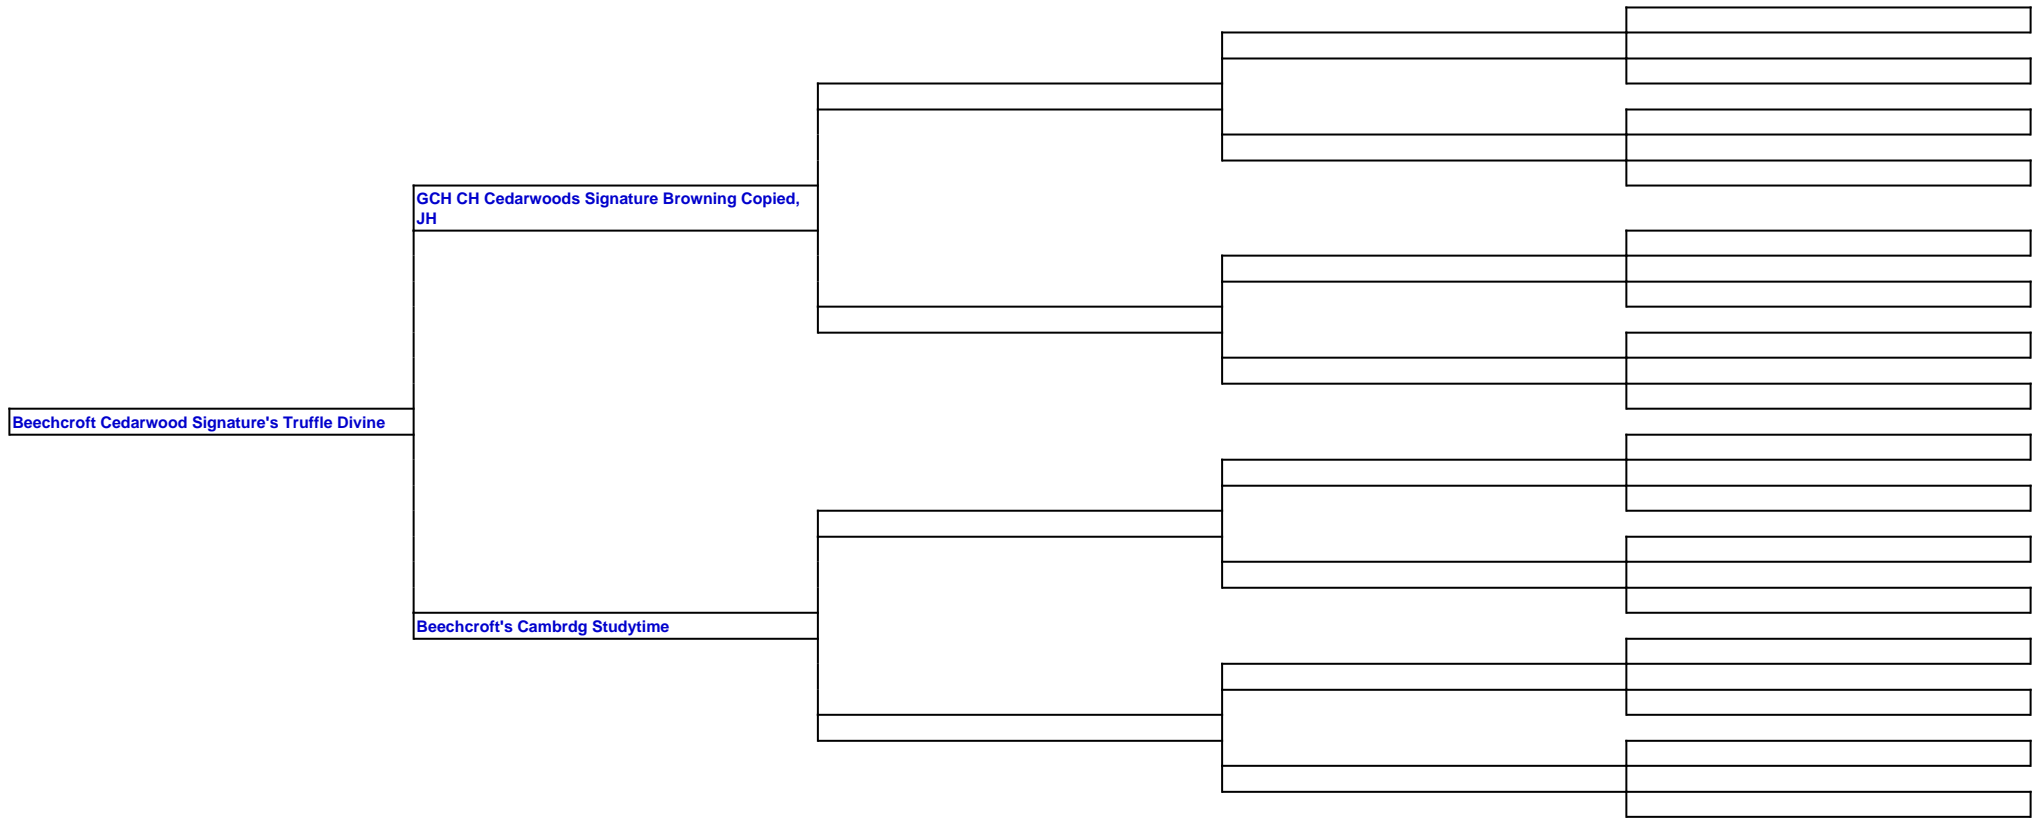 GCH CH Cedarwoods Signature Browning Copied,
JH
Beechcroft Cedarwood Signature's Truffle Divine
Beechcroft's Cambrdg Studytime